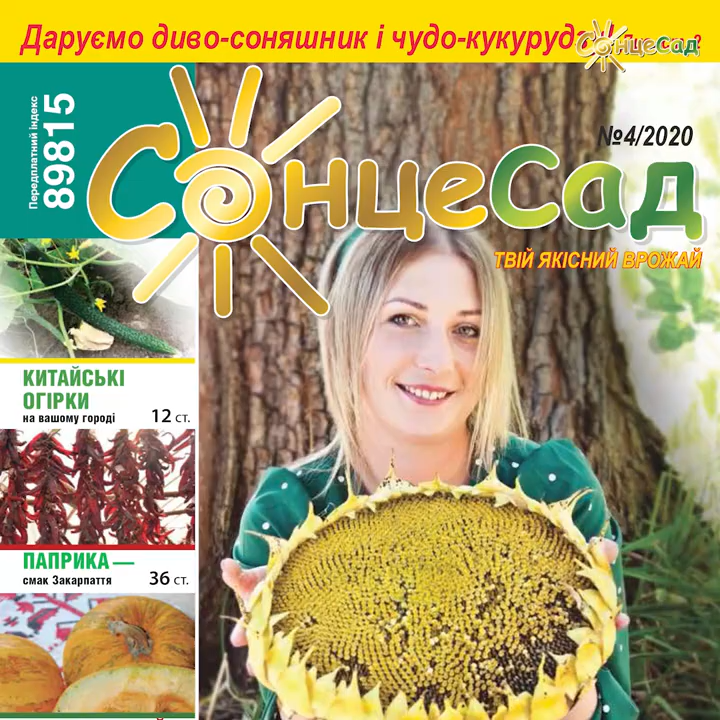 Даруємо диво-соняшник і чудо-кукурудз
СОНЦЕСАД
Передплатний індекс
89815
№4/2020
СОНЦЕСАД
ТВІЙ ЯКІСНИЙ ВРОЖАЙ
КИТАЙСЬКІ
ОГІРКИ
на вашому городі 12 ст.
ПАПРИКА—
смак Закарпаття 36 ст.